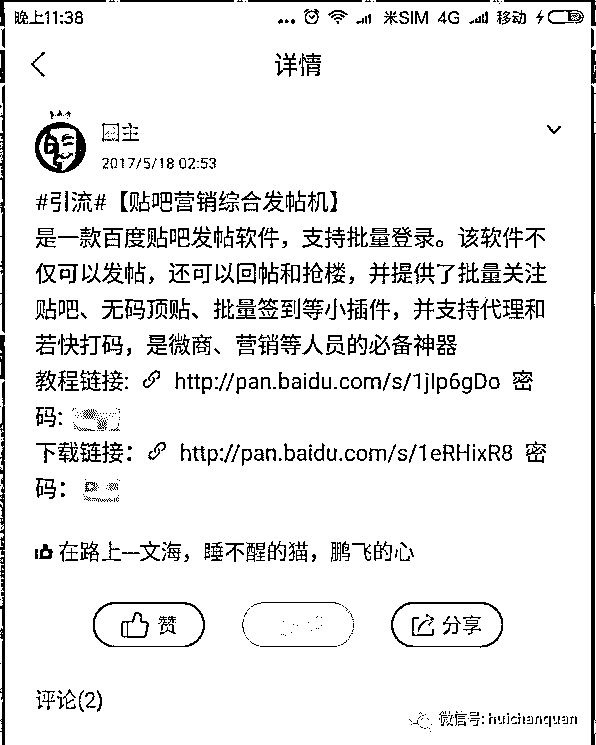 晚上11:38 ... 米SIM 4G 移动
详情
圈主
2017/5/18 02:53
#引流#【贴吧营销综合发帖机】
是一款百度贴吧发帖软件，支持批量登录。该软件不
仅可以发帖，还可以回帖和抢楼，并提供了批量关注
贴吧、无码顶贴、批量签到等小插件，并支持代理和
若快打码，是微商、营销等人员的必备神器
教程链接: http://pan.baidu.com/s/1jIp6gDo 密
码:
下载链接： http://pan.baidu.com/s/1eRHixR8 密
码：
在路上---文海，睡不醒的猫，鹏飞的心
赞
分享
评论(2)
微信号: huichanquan